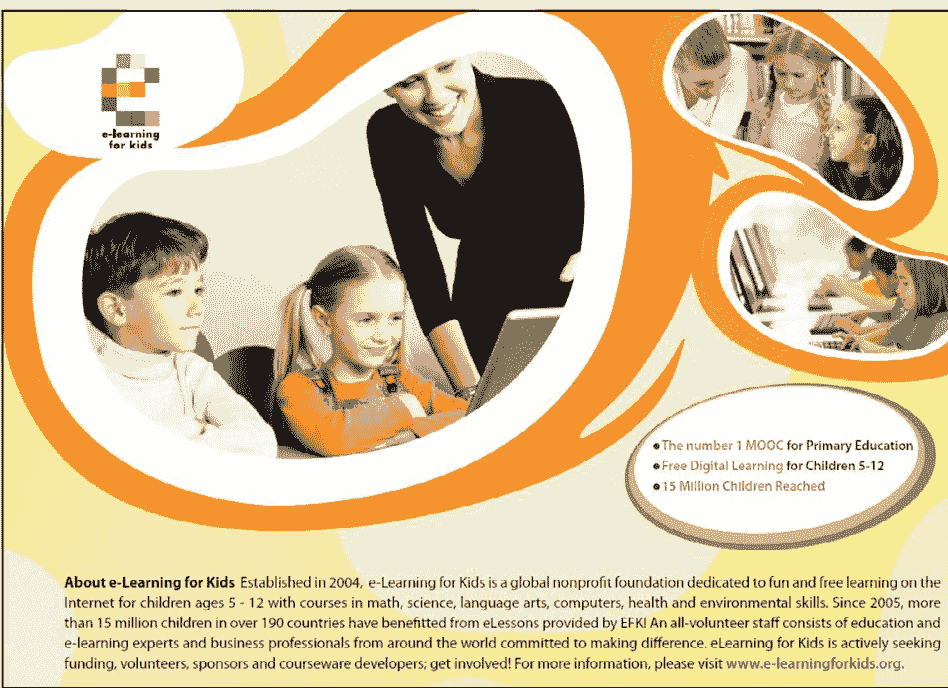 e-learning
for kids
The number 1 MOOC for Primary Education
Free Digital Learning for Children 5-12
15 Million Children Reached
About e-Learning for Kids Established in 2004, e-Learning for Kids is a global nonprofit foundation dedicated to fun and free learning on the
Internet for children ages 5 - 12 with courses in math, science, language arts, computers, health and environmental skills. Since 2005, more
than 15 million children in over 190 countries have benefitted from eLessons provided by EFK! An all-volunteer staff consists of education and
e-learning experts and business professionals from around the world committed to making difference. eLearning for Kids is actively seeking
funding, volunteers, sponsors and courseware developers; get involved! For more information, please visit www.e-learningforkids.org.